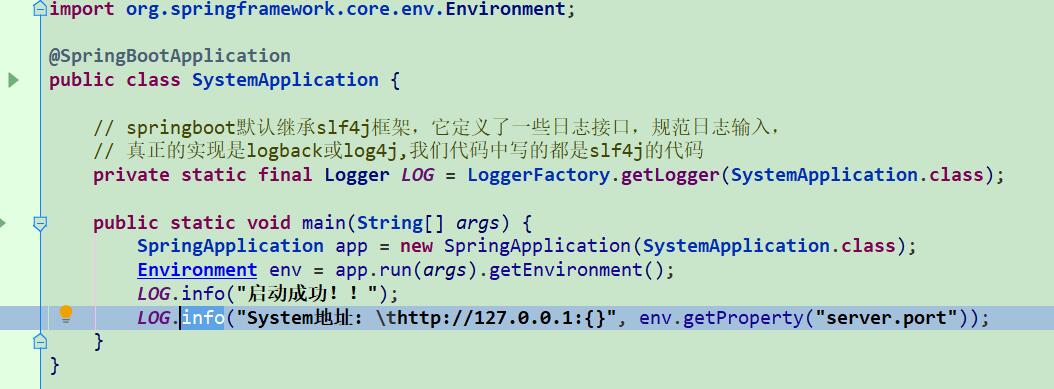 import org.springframework.core.env.Environment;
@SpringBootApplication
public class SystemApplication {
// springboot默认继承slf4j框架，它定义了一些日志接口，规范日志输入，
// 真正的实现是logback或log4j,我们代码中写的都是slf4j的代码
private static final Logger LOG = LoggerFactory.getLogger(SystemApplication.class);
public static void main(String[] args) {
SpringApplication app = new SpringApplication(SystemApplication.class);
Environment env = app.run(args).getEnvironment();
LOG.info("启动成功！！");
LOG.info("System地址: \thttp://127.0.0.1:{}", env.getProperty("server.port"));
}
}